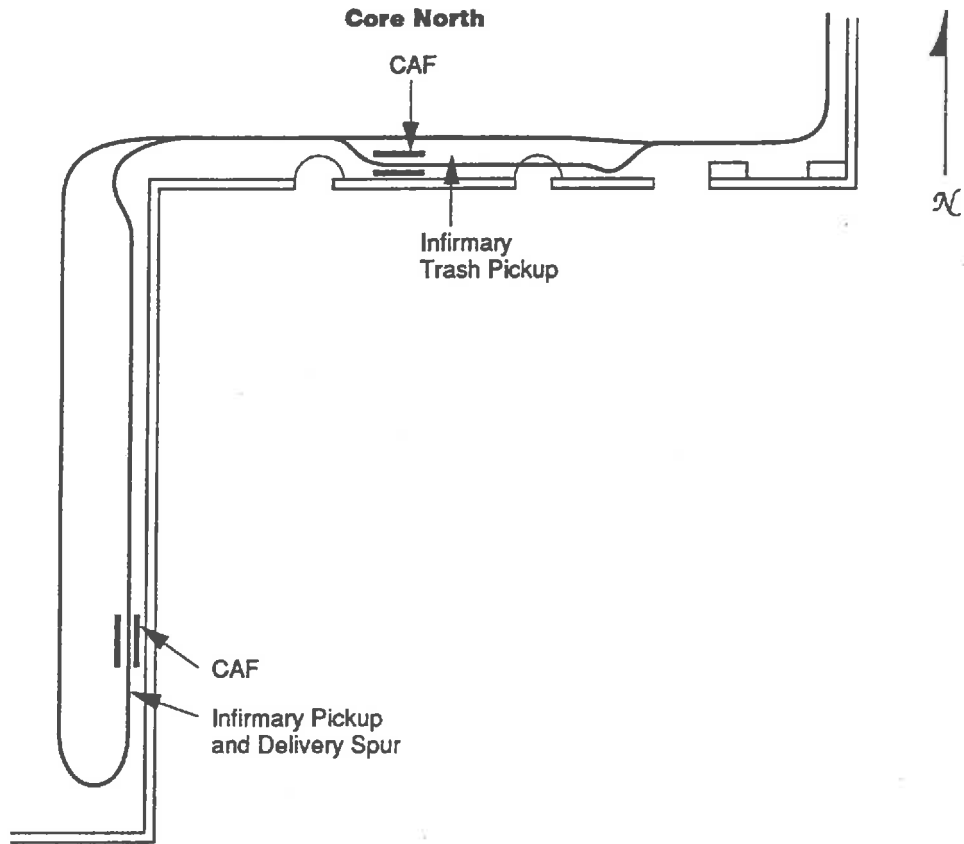 Core North
CAF
N
Infirmary
Trash Pickup
CAF
Infirmary Pickup
and Delivery Spur